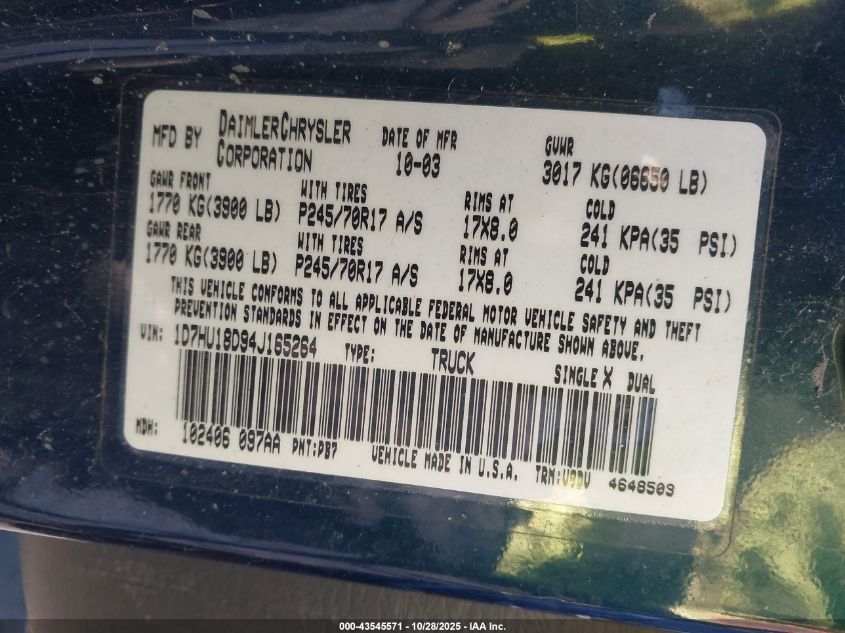 MFD BY DAIMLERCHRYSLER CORPORATION
DATE OF MFR 10-03
GVWR 3017 KG(06650 LB)
GAWR FRONT WITH TIRES RIMS AT COLD
1770 KG(3900 LB) P245/70R17 A/S 17X8.0 241 KPA(35 PSI)
GAWR REAR WITH TIRES RIMS AT COLD
1770 KG(3900 LB) P245/70R17 A/S 17X8.0 241 KPA(35 PSI)
THIS VEHICLE CONFORMS TO ALL APPLICABLE FEDERAL MOTOR VEHICLE SAFETY AND THEFT
PREVENTION STANDARDS IN EFFECT ON THE DATE OF MANUFACTURE SHOWN ABOVE.
VIN: 1D7HU18D94J165264 TYPE: TRUCK SINGLE X DUAL
MDH: 102406 097AA PNT:PB7 VEHICLE MADE IN U.S.A. TRM:V9DV 4648509
000-43545571 - 10/28/2025 - IAA Inc.